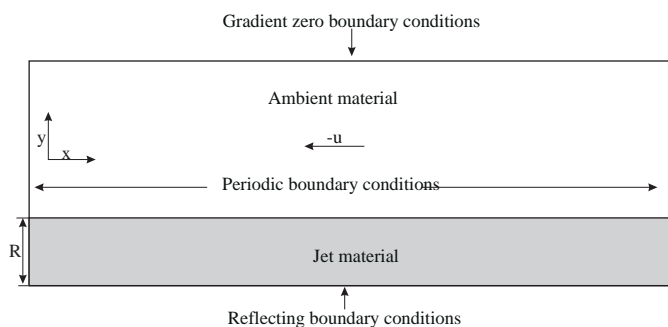 Gradient zero boundary conditions
Ambient material
-u
y
x
Periodic boundary conditions
R
Jet material
Reflecting boundary conditions